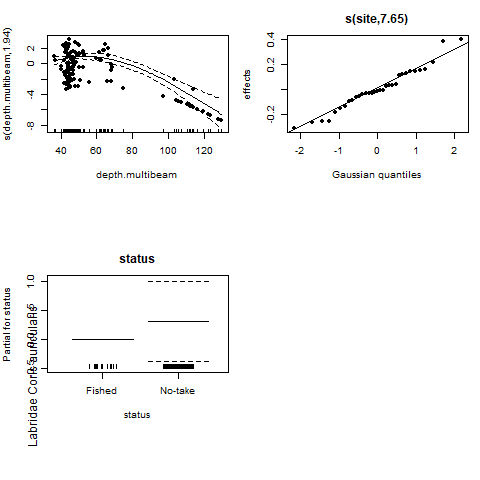 s(depth.multibeam,1.94)
2
0
-4
-8
40
60
80
100
120
depth.multibeam
s(site,7.65)
effects
0.4
0.2
-0.2
-2
-1
0
1
2
Gaussian quantiles
status
Partial for status
Labridae Coris auricularis
1.0
Fished
No-take
status